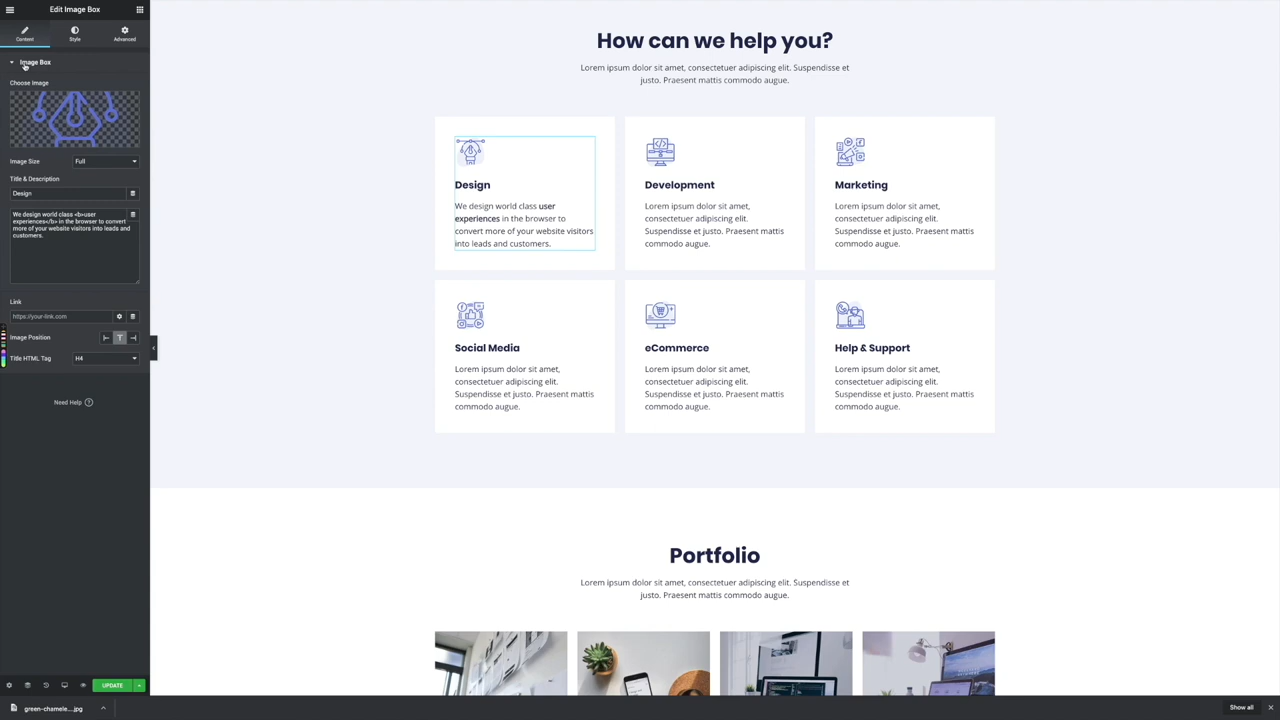 Edit Image Box
Content
Style
Advanced
Image Box
Choose Image
Image Size
Full
Title & Description
Design
We design world class <b>user
experiences</b> in the browser to
convert more of your website visitors
into leads and customers.
Link
https://your-link.com
Image Position
Title HTML Tag
H4
Need Help
UPDATE
How can we help you?
Lorem ipsum dolor sit amet, consectetuer adipiscing elit. Suspendisse et
justo. Praesent mattis commodo augue.
Design
We design world class user
experiences in the browser to
convert more of your website visitors
into leads and customers.
Development
Lorem ipsum dolor sit amet,
consectetuer adipiscing elit.
Suspendisse et justo. Praesent mattis
commodo augue.
Marketing
Lorem ipsum dolor sit amet,
consectetuer adipiscing elit.
Suspendisse et justo. Praesent mattis
commodo augue.
Social Media
Lorem ipsum dolor sit amet,
consectetuer adipiscing elit.
Suspendisse et justo. Praesent mattis
commodo augue.
eCommerce
Lorem ipsum dolor sit amet,
consectetuer adipiscing elit.
Suspendisse et justo. Praesent mattis
commodo augue.
Help & Support
Lorem ipsum dolor sit amet,
consectetuer adipiscing elit.
Suspendisse et justo. Praesent mattis
commodo augue.
Portfolio
Lorem ipsum dolor sit amet, consectetuer adipiscing elit. Suspendisse et
justo. Praesent mattis commodo augue.
green-chamele....jpg
Show all